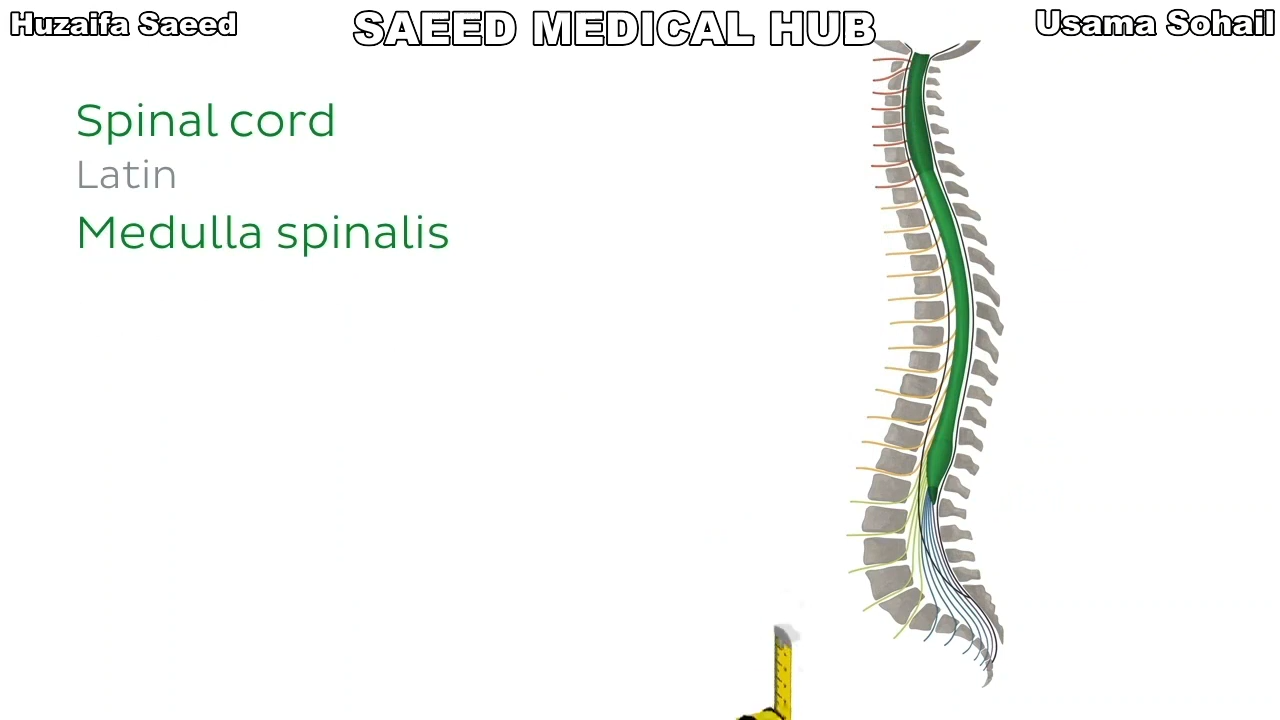 Huzaifa Saeed
SAEED MEDICAL HUB
Usama Sohail
Spinal cord
Latin
Medulla spinalis